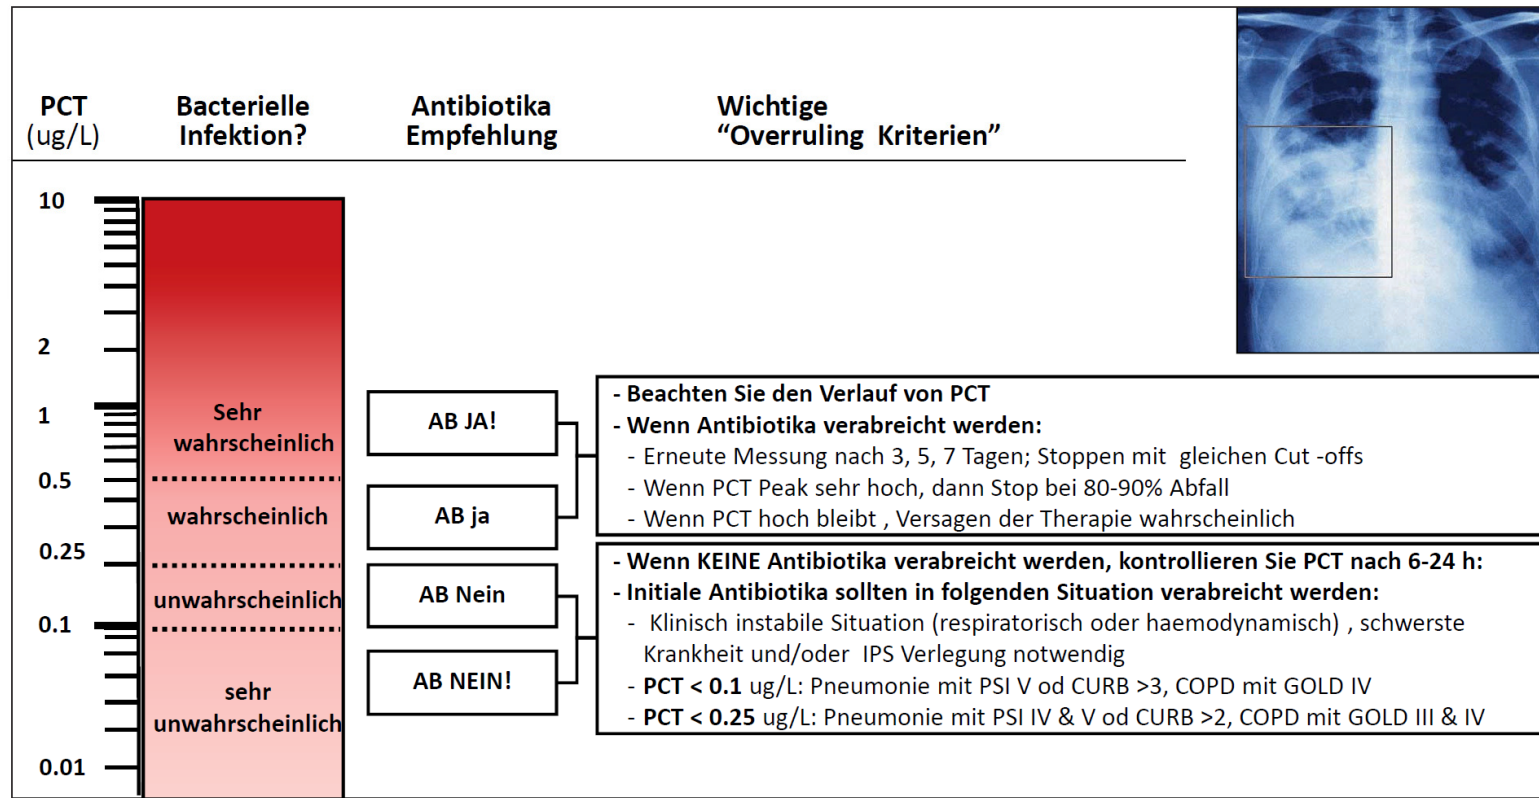 PCT
(ug/L)
Bacterielle
Infektion?
Antibiotika
Empfehlung
Wichtige
“Overruling Kriterien”
10
2
1
0.5
0.25
0.1
0.01
Sehr
wahrscheinlich
wahrscheinlich
unwahrscheinlich
sehr
unwahrscheinlich
AB JA!
AB ja
AB Nein
AB NEIN!
- Beachten Sie den Verlauf von PCT
- Wenn Antibiotika verabreicht werden:
- Erneute Messung nach 3, 5, 7 Tagen; Stoppen mit gleichen Cut -offs
- Wenn PCT Peak sehr hoch, dann Stop bei 80-90% Abfall
- Wenn PCT hoch bleibt , Versagen der Therapie wahrscheinlich
- Wenn KEINE Antibiotika verabreicht werden, kontrollieren Sie PCT nach 6-24 h:
- Initiale Antibiotika sollten in folgenden Situation verabreicht werden:
- Klinisch instabile Situation (respiratorisch oder haemodynamisch) , schwerste
Krankheit und/oder IPS Verlegung notwendig
- PCT < 0.1 ug/L: Pneumonie mit PSI V od CURB >3, COPD mit GOLD IV
- PCT < 0.25 ug/L: Pneumonie mit PSI IV & V od CURB >2, COPD mit GOLD III & IV